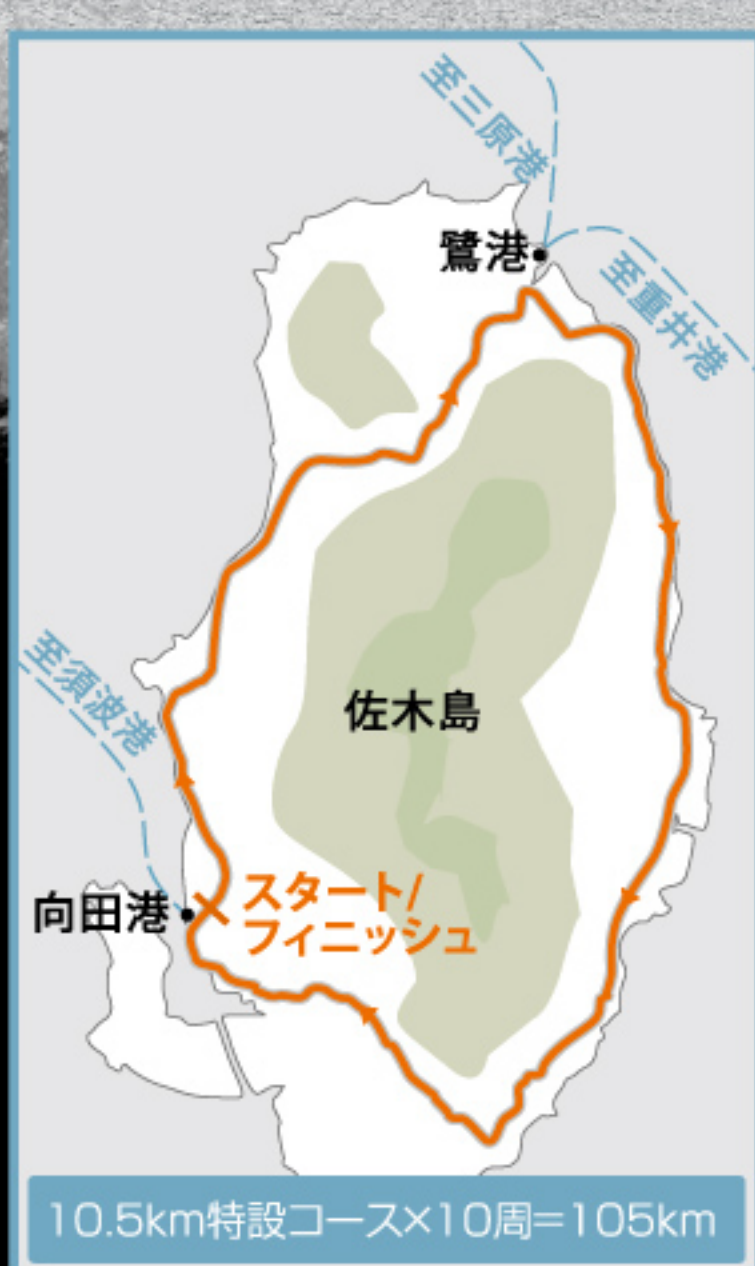 至三原港
鷺港
至重井港
佐木島
至須波港
向田港
スタート/
フィニッシュ
10.5km特設コース×10周=105km